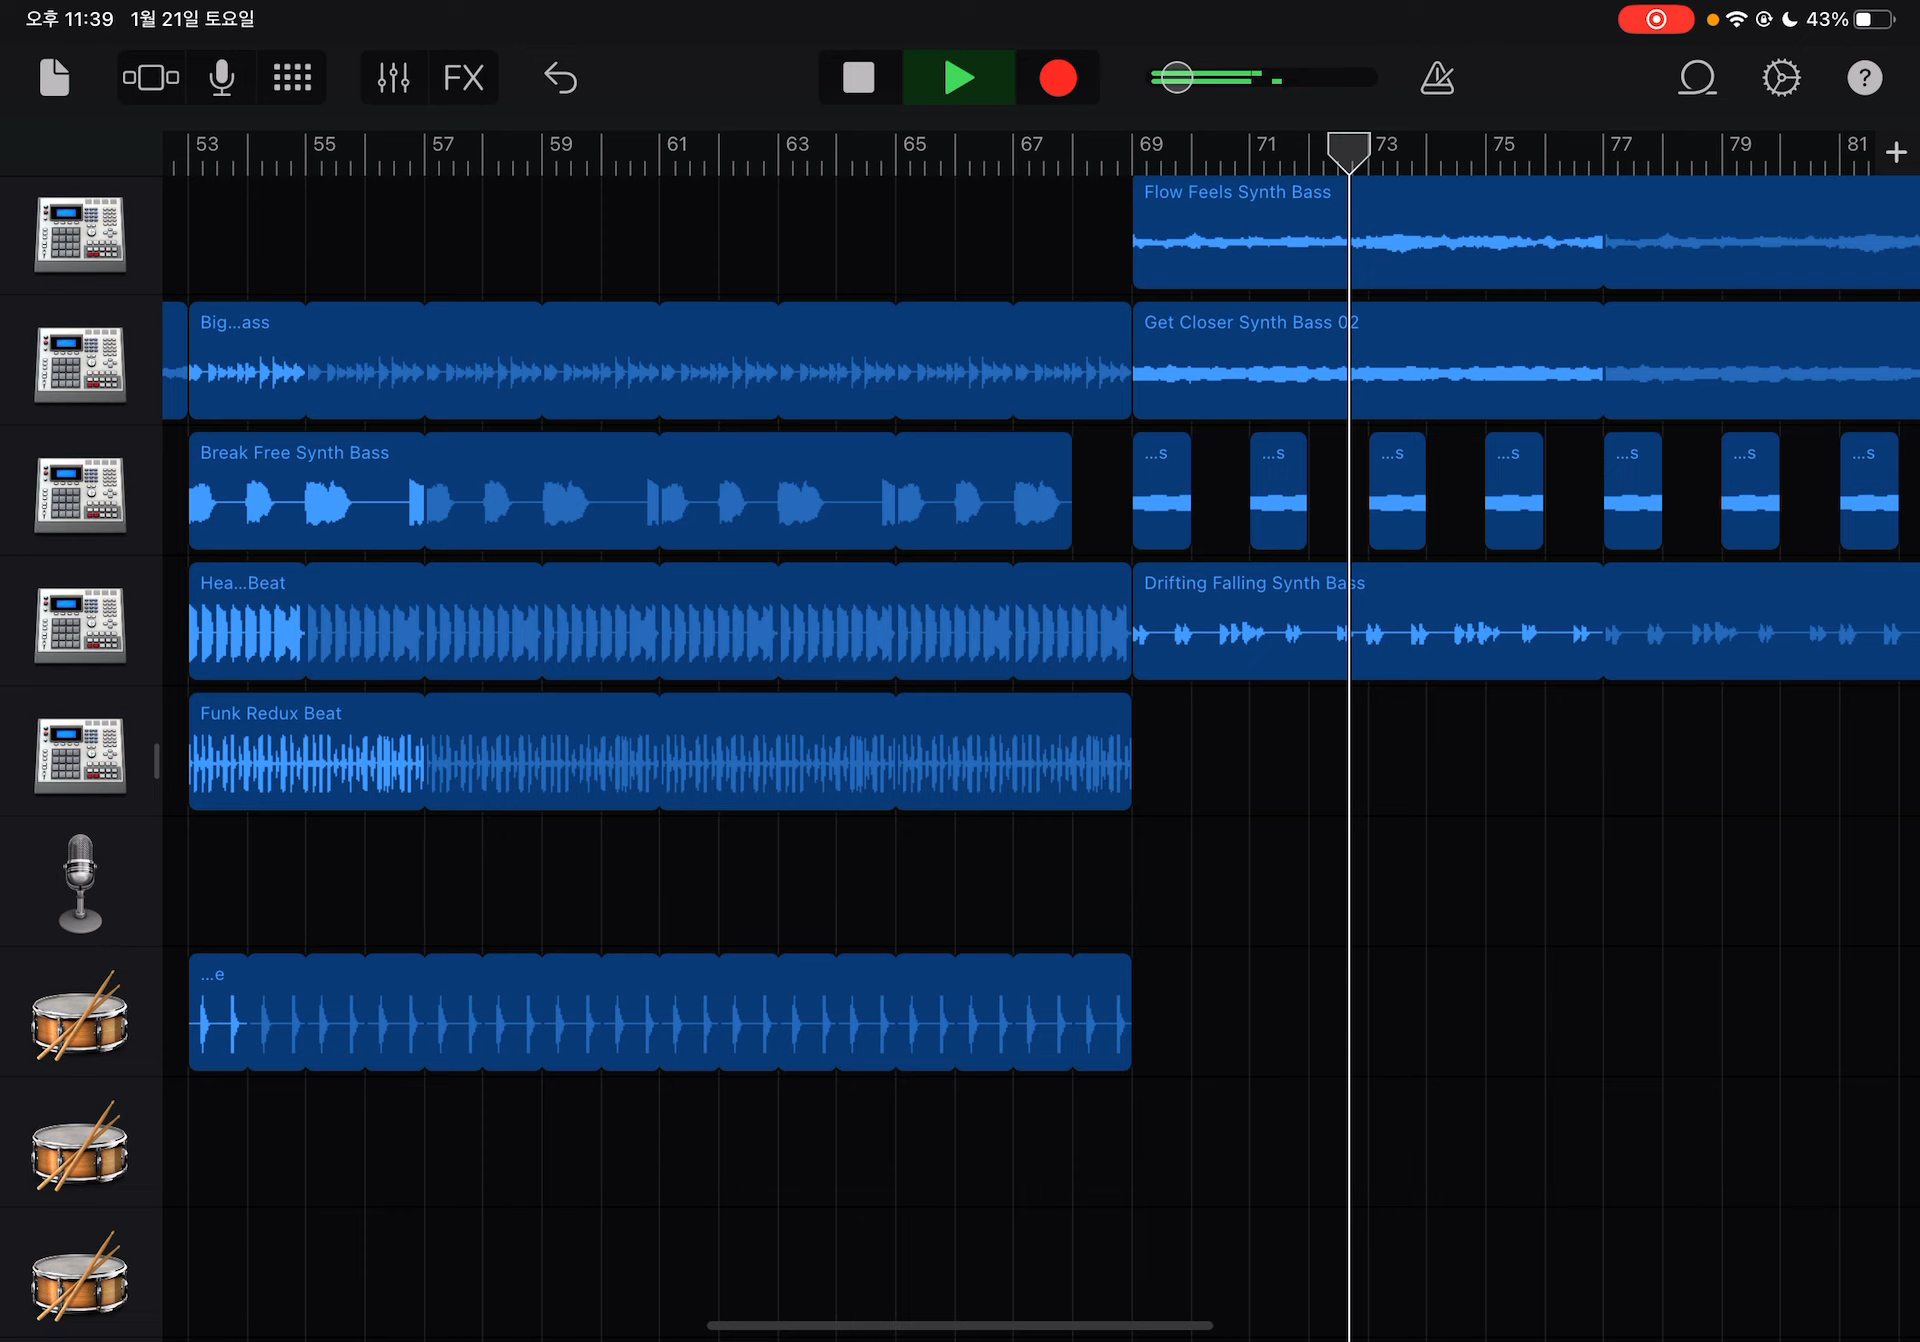 오후 11:39 1월 21일 토요일
43%
FX
?
53 55 57 59 61 63 65 67 69 71 73 75 77 79 81 +
Flow Feels Synth Bass
Big...ass
Get Closer Synth Bass 02
Break Free Synth Bass
...s ...s ...s ...s ...s ...s ...s
Hea...Beat
Drifting Falling Synth Bass
Funk Redux Beat
...e